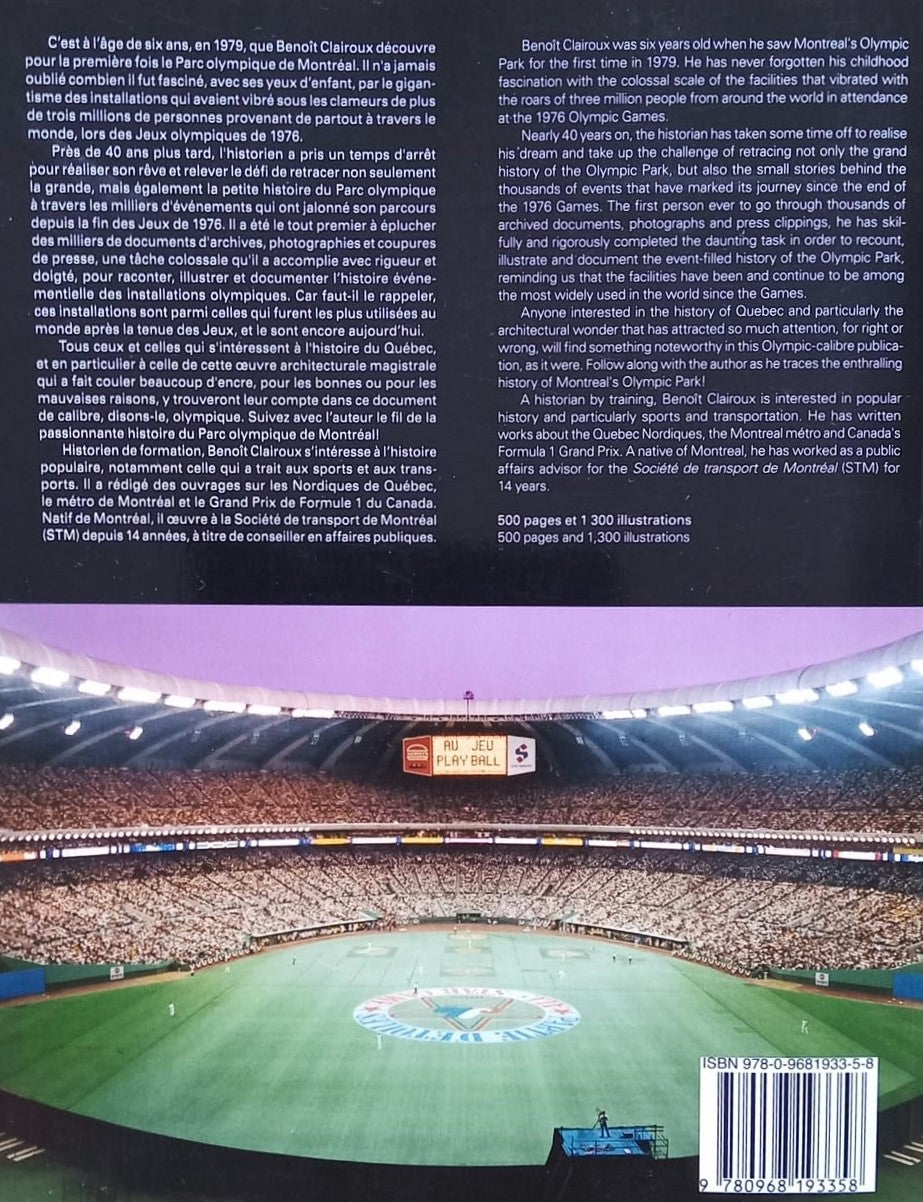 C'est à l'âge de six ans, en 1979, que Benoît Clairoux découvre
pour la première fois le Parc olympique de Montréal. Il n'a jamais
oublié combien il fut fasciné, avec ses yeux d'enfant, par le gigan-
tisme des installations qui avaient vibré sous les clameurs de plus
de trois millions de personnes provenant de partout à travers le
monde, lors des Jeux olympiques de 1976.
Près de 40 ans plus tard, l'historien a pris un temps d'arrêt
pour réaliser son rêve et relever le défi de retracer non seulement
la grande, mais également la petite histoire du Parc olympique
à travers les milliers d'événements qui ont jalonné son parcours
depuis la fin des Jeux de 1976. Il a été le tout premier à éplucher
des milliers de documents d'archives, photographies et coupures
de presse, une tâche colossale qu'il a accomplie avec rigueur et
doigté, pour raconter, illustrer et documenter l'histoire événe-
mentielle des installations olympiques. Car faut-il le rappeler,
ces installations sont parmi celles qui furent les plus utilisées au
monde après la tenue des Jeux, et le sont encore aujourd'hui.
Tous ceux et celles qui s'intéressent à l'histoire du Québec,
et en particulier à celle de cette œuvre architecturale magistrale
qui a fait couler beaucoup d'encre, pour les bonnes ou pour les
mauvaises raisons, y trouveront leur compte dans ce document
de calibre, disons-le, olympique. Suivez avec l'auteur le fil de la
passionnante histoire du Parc olympique de Montréal!
Historien de formation, Benoît Clairoux s'intéresse à l'histoire
populaire, notamment celle qui a trait aux sports et aux trans-
ports. Il a rédigé des ouvrages sur les Nordiques de Québec,
le métro de Montréal et le Grand Prix de Formule 1 du Canada.
Natif de Montréal, il œuvre à la Société de transport de Montréal
(STM) depuis 14 années, à titre de conseiller en affaires publiques.
Benoît Clairoux was six years old when he saw Montreal's Olympic
Park for the first time in 1979. He has never forgotten his childhood
fascination with the colossal scale of the facilities that vibrated with
the roars of three million people from around the world in attendance
at the 1976 Olympic Games.
Nearly 40 years on, the historian has taken some time off to realise
his dream and take up the challenge of retracing not only the grand
history of the Olympic Park, but also the small stories behind the
thousands of events that have marked its journey since the end of
the 1976 Games. The first person ever to go through thousands of
archived documents, photographs and press clippings, he has skil-
fully and rigorously completed the daunting task in order to recount,
illustrate and document the event-filled history of the Olympic Park,
reminding us that the facilities have been and continue to be among
the most widely used in the world since the Games.
Anyone interested in the history of Quebec and particularly the
architectural wonder that has attracted so much attention, for right or
wrong, will find something noteworthy in this Olympic-calibre publica-
tion, as it were. Follow along with the author as he traces the enthralling
history of Montreal's Olympic Park!
A historian by training, Benoît Clairoux is interested in popular
history and particularly sports and transportation. He has written
works about the Quebec Nordiques, the Montreal métro and Canada's
Formula 1 Grand Prix. A native of Montreal, he has worked as a public
affairs advisor for the Société de transport de Montréal (STM) for
14 years.
500 pages et 1 300 illustrations
500 pages and 1,300 illustrations
AU JEU
PLAY BALL
PARTIE D'ETOILES
ISBN 978-0-9681933-5-8
9 780968 193358